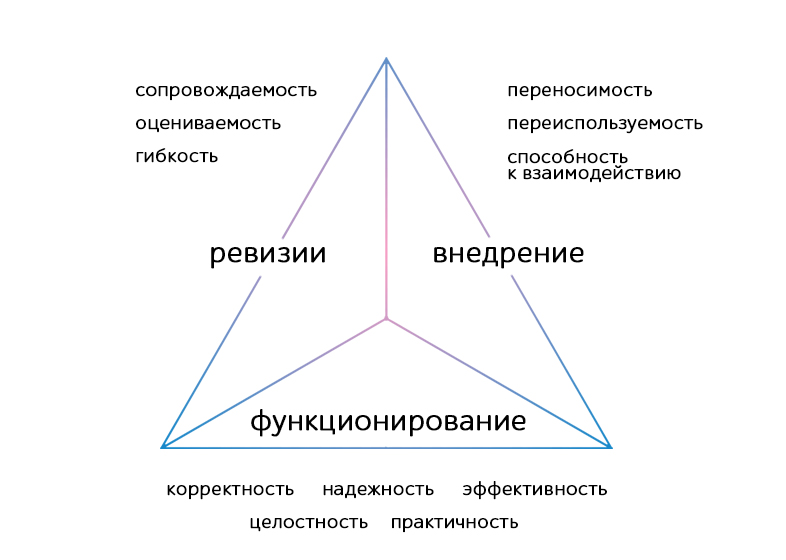 сопровождаемость
оцениваемость
гибкость
переносимость
переиспользуемость
способность
к взаимодействию
ревизии
внедрение
функционирование
корректность надежность эффективность
целостность практичность